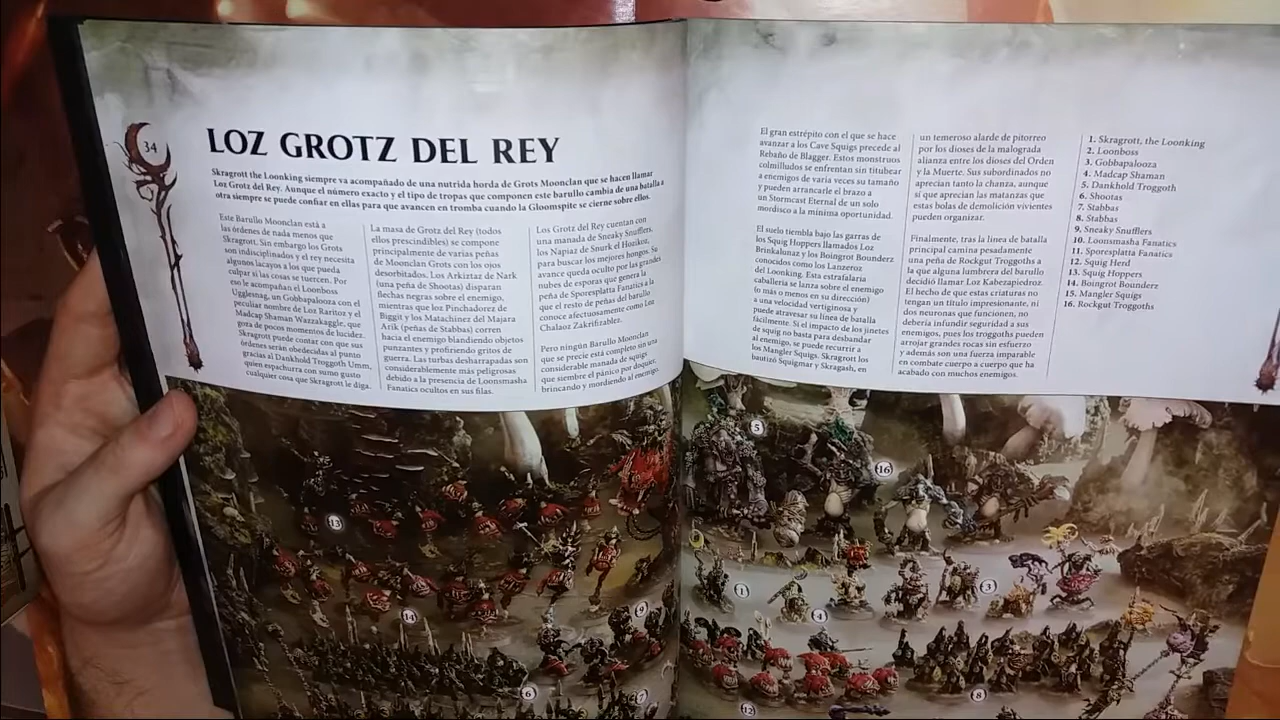 34
LOZ GROTZ DEL REY
Skragrott the Loonking siempre va acompañado de una nutrida horda de Grots Moonclan que se hacen llamar
Loz Grotz del Rey. Aunque el número exacto y el tipo de tropas que componen este barullo cambia de una batalla a
otra siempre se puede confiar en ellas para que avancen en tromba cuando la Gloomspite se cierne sobre ellos.
Este Barullo Moonclan está a
las órdenes de nada menos que
Skragrott. Sin embargo los Grots
son indisciplinados y el rey necesita
algunos lacayos a los que pueda
culpar si las cosas se tuercen. Por
eso le acompañan el Loonboss
Ugglesnag, un Gobbapalooza con el
peculiar nombre de Loz Raritoz y el
Madcap Shaman Wazzakaggle, que
goza de pocos momentos de lucidez.
Skragrott puede contar con que sus
órdenes serán obedecidas al punto
gracias al Dankhold Troggoth Umm,
quien espachurra con sumo gusto
cualquier cosa que Skragrott le diga.
La masa de Grotz del Rey (todos
ellos prescindibles) se compone
principalmente de varias peñas
de Moonclan Grots con los ojos
desorbitados. Los Arkiztaz de Nark
(una peña de Shootas) disparan
flechas negras sobre el enemigo,
mientras que los Pinchadorez de
Biggit y los Matachinez del Majara
Arik (peñas de Stabbas) corren
hacia el enemigo blandiendo objetos
punzantes y profiriendo gritos de
guerra. Las turbas desharrapadas son
considerablemente más peligrosas
debido a la presencia de Loonsmasha
Fanatics ocultos en sus filas.
Los Grotz del Rey cuentan con
una manada de Sneaky Snufflers,
los Napiaz de Snurk el Hozikoz,
para buscar los mejores hongos. Su
avance queda oculto por las grandes
nubes de esporas que genera la
peña de Sporesplatta Fanatics a la
que el resto de peñas del barullo
conoce afectuosamente como Loz
Chalaoz Zakrifizablez.
Pero ningún Barullo Moonclan
que se precie está completo sin una
considerable manada de squigs
que siembre el pánico por doquier,
brincando y mordiendo al enemigo.
El gran estrépito con el que se hace
avanzar a los Cave Squigs precede al
Rebaño de Blagger. Estos monstruos
colmilludos se enfrentan sin titubear
a enemigos de varia veces su tamaño
y pueden arrancarle el brazo a
un Stormcast Eternal de un solo
mordisco a la mínima oportunidad.
El suelo tiembla bajo las garras de
los Squig Hoppers llamados Loz
Brinkalunaz y los Boingrot Bounderz
conocidos como los Lanzeroz
del Loonking. Esta estrafalaria
caballería se lanza sobre el enemigo
(o más o menos en su dirección)
a una velocidad vertiginosa y
puede atravesar su línea de batalla
fácilmente. Si el impacto de los jinetes
de squig no basta para desbandar
al enemigo, se puede recurrir a
los Mangler Squigs. Skragrott los
bautizó Squigmar y Skragash, en
un temeroso alarde de pitorreo
por los dioses de la malograda
alianza entre los dioses del Orden
y la Muerte. Sus subordinados no
aprecian tanto la chanza, aunque
sí que aprecian las matanzas que
estas bolas de demolición vivientes
pueden organizar.
Finalmente, tras la línea de batalla
principal camina pesadamente
una peña de Rockgut Troggoths a
la que alguna lumbrera del barullo
decidió llamar Loz Kabezapiedroz.
El hecho de que estas criaturas no
tengan un título impresionante, ni
dos neuronas que funcionen, no
debería infundir seguridad a sus
enemigos, pues los troggoths pueden
arrojar grandes rocas sin esfuerzo
y además son una fuerza imparable
en combate cuerpo a cuerpo que ha
acabado con muchos enemigos.
1. Skragrott, the Loonking
2. Loonboss
3. Gobbapalooza
4. Madcap Shaman
5. Dankhold Troggoth
6. Shootas
7. Stabbas
8. Stabbas
9. Sneaky Snufflers
10. Loonsmasha Fanatics
11. Sporesplatta Fanatics
12. Squig Herd
13. Squig Hoppers
14. Boingrot Bounderz
15. Mangler Squigs
16. Rockgut Troggoths
5
16
13
1
3
14
9
4
6
7
8
12